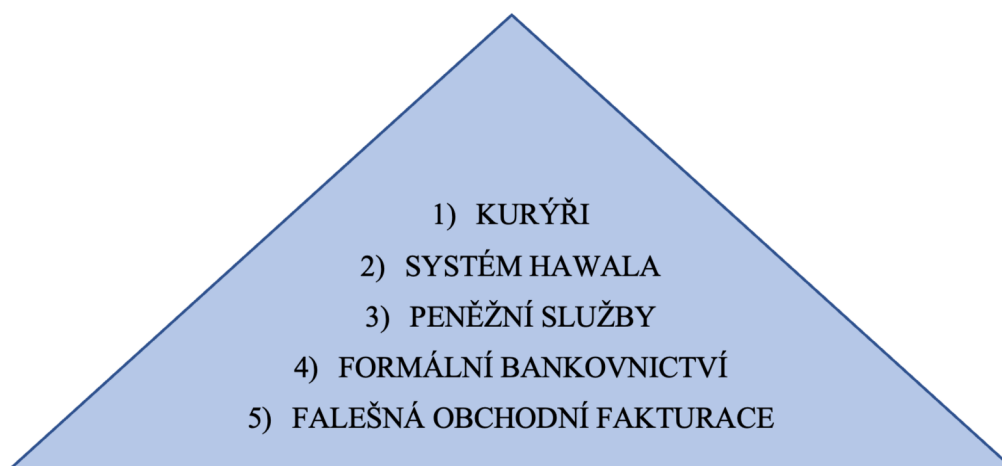 1) KURÝŘI
2) SYSTÉM HAWALA
3) PENĚŽNÍ SLUŽBY
4) FORMÁLNÍ BANKOVNICTVÍ
5) FALEŠNÁ OBCHODNÍ FAKTURACE